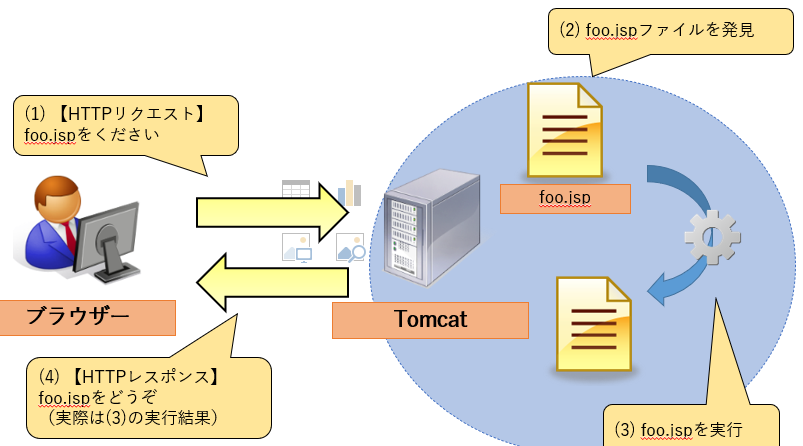 (2) foo.jspファイルを発見
(1) 【HTTPリクエスト】
foo.jspをください
foo.jsp
ブラウザー
Tomcat
(4) 【HTTPレスポンス】
foo.jspをどうぞ
（実際は(3)の実行結果）
(3) foo.jspを実行